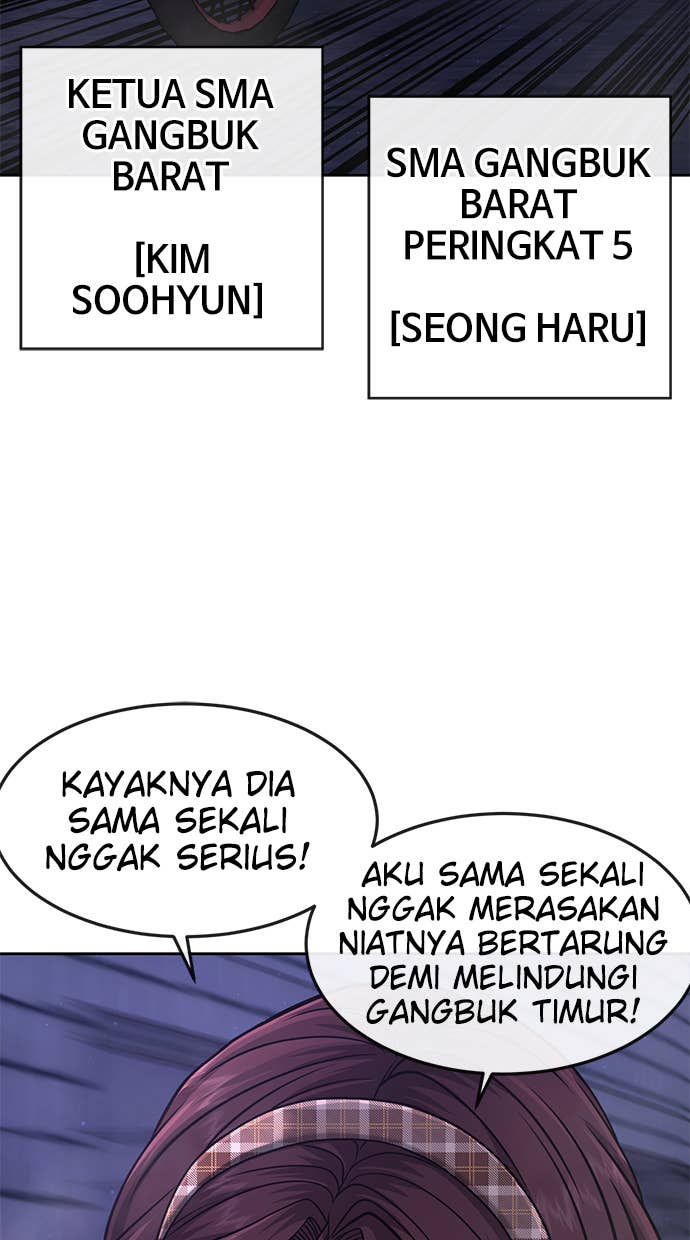 KETUA SMA
GANGBUK
BARAT
[KIM
SOOHYUN]
SMA GANGBUK
BARAT
PERINGKAT 5
[SEONG HARU]
KAYAKNYA DIA
SAMA SEKALI
NGGAK SERIUS!
AKU SAMA SEKALI
NGGAK MERASAKAN
NIATNYA BERTARUNG
DEMI MELINDUNGI
GANGBUK TIMUR!